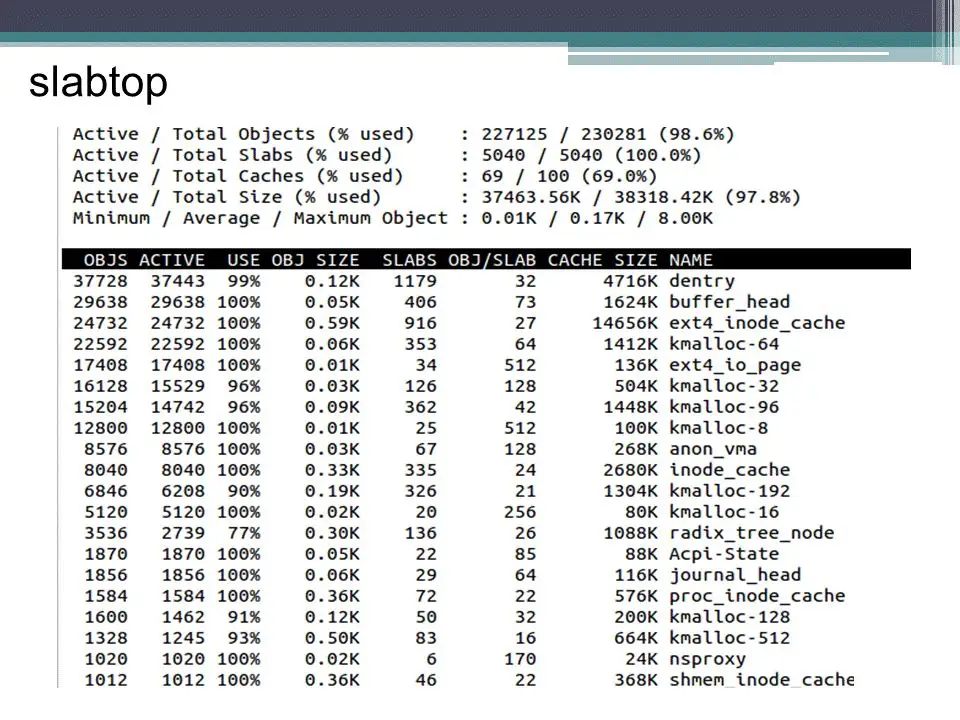 slabtop
Active / Total Objects (% used)    : 227125 / 230281 (98.6%)
Active / Total Slabs (% used)      : 5040 / 5040 (100.0%)
Active / Total Caches (% used)     : 69 / 100 (69.0%)
Active / Total Size (% used)       : 37463.56K / 38318.42K (97.8%)
Minimum / Average / Maximum Object : 0.01K / 0.17K / 8.00K
OBJS ACTIVE  USE OBJ SIZE  SLABS OBJ/SLAB CACHE SIZE NAME
37728  37443  99%    0.12K   1179       32      4716K dentry
29638  29638 100%    0.05K    406       73      1624K buffer_head
24732  24732 100%    0.59K    916       27     14656K ext4_inode_cache
22592  22592 100%    0.06K    353       64      1412K kmalloc-64
17408  17408 100%    0.01K     34      512       136K ext4_io_page
16128  15529  96%    0.03K    126      128       504K kmalloc-32
15204  14742  96%    0.09K    362       42      1448K kmalloc-96
12800  12800 100%    0.01K     25      512       100K kmalloc-8
8576   8576 100%    0.03K     67      128       268K anon_vma
8040   8040 100%    0.33K    335       24      2680K inode_cache
6846   6208  90%    0.19K    326       21      1304K kmalloc-192
5120   5120 100%    0.02K     20      256        80K kmalloc-16
3536   2739  77%    0.30K    136       26      1088K radix_tree_node
1870   1870 100%    0.05K     22       85        88K Acpi-State
1856   1856 100%    0.06K     29       64       116K journal_head
1584   1584 100%    0.36K     72       22       576K proc_inode_cache
1600   1462  91%    0.12K     50       32       200K kmalloc-128
1328   1245  93%    0.50K     83       16       664K kmalloc-512
1020   1020 100%    0.02K      6      170        24K nsproxy
1012   1012 100%    0.36K     46       22       368K shmem_inode_cache